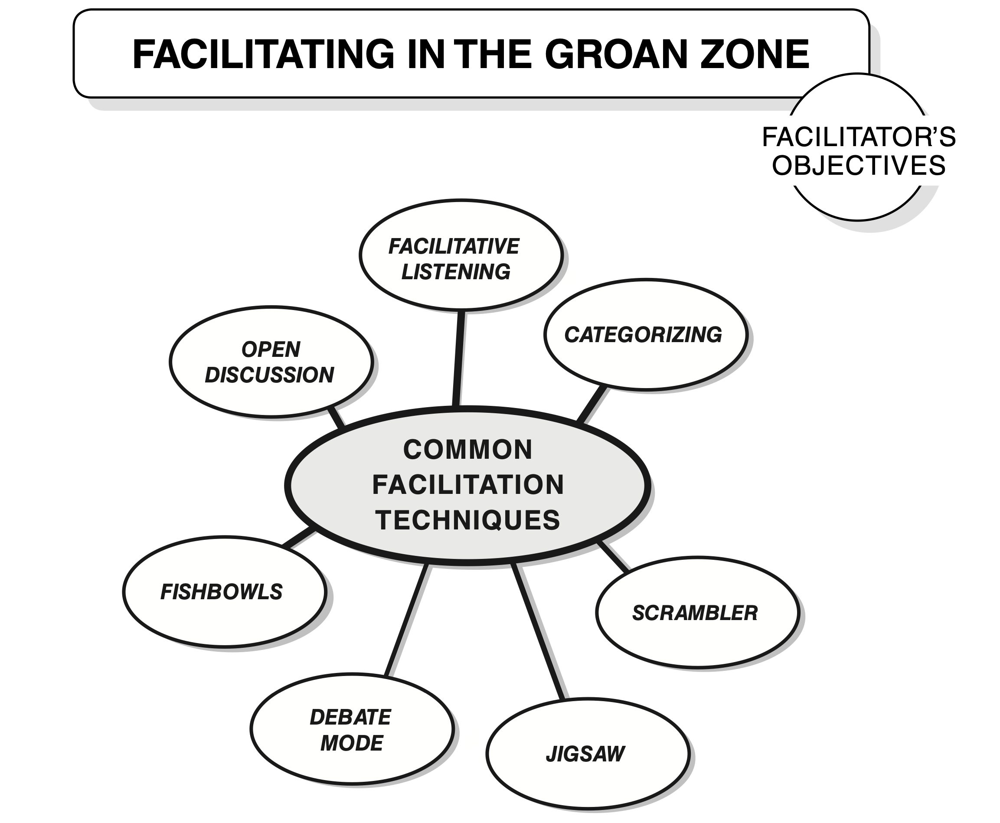 FACILITATING IN THE GROAN ZONE
FACILITATOR’S
OBJECTIVES
FACILITATIVE
LISTENING
CATEGORIZING
OPEN
DISCUSSION
COMMON
FACILITATION
TECHNIQUES
FISHBOWLS
SCRAMBLER
DEBATE
MODE
JIGSAW